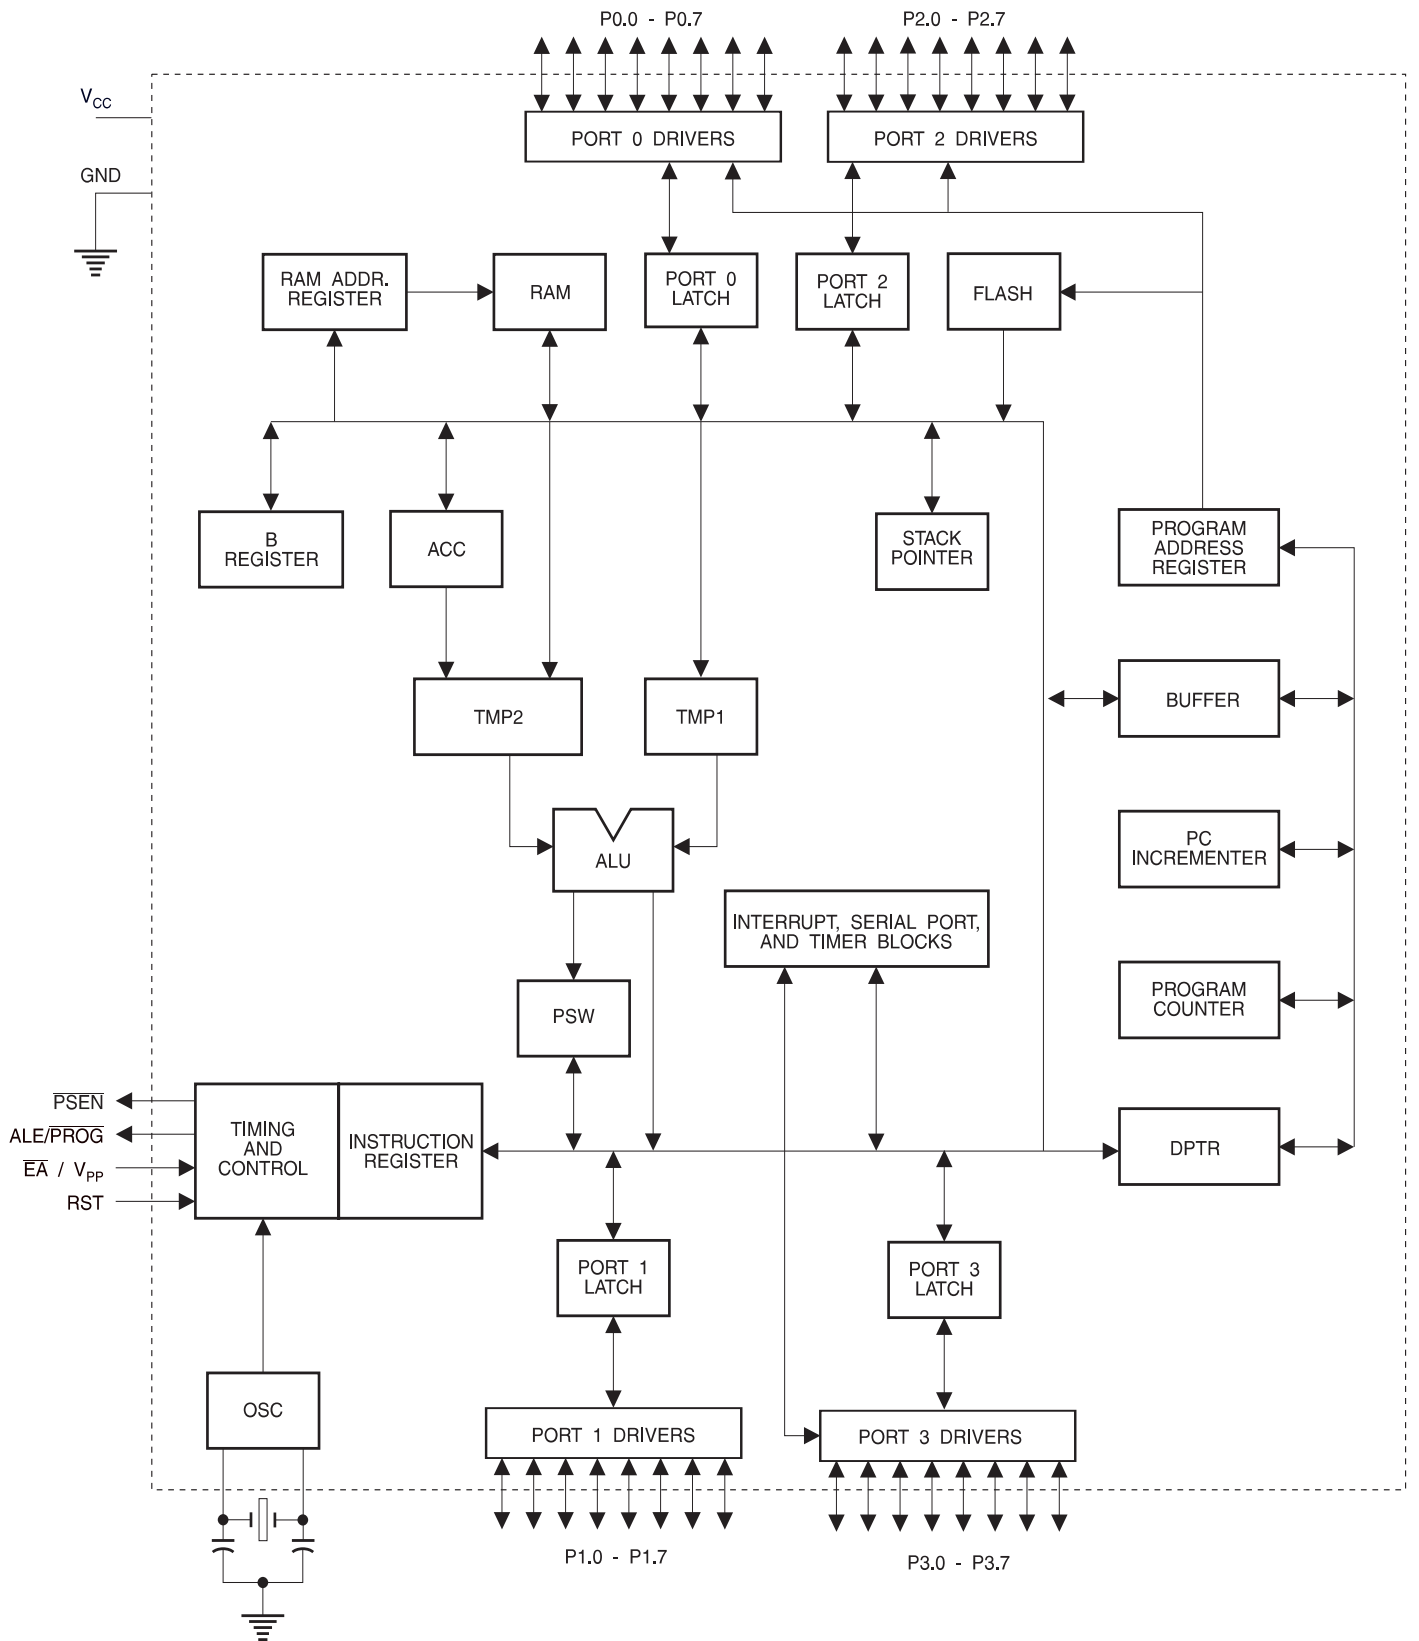 P0.0 - P0.7
P2.0 - P2.7
VCC
PORT 0 DRIVERS
PORT 2 DRIVERS
GND
RAM ADDR.
REGISTER
RAM
PORT 0
LATCH
PORT 2
LATCH
FLASH
B
REGISTER
ACC
STACK
POINTER
PROGRAM
ADDRESS
REGISTER
TMP2
TMP1
BUFFER
ALU
PC
INCREMENTER
INTERRUPT, SERIAL PORT,
AND TIMER BLOCKS
PSW
PROGRAM
COUNTER
PSEN
ALE/PROG
EA / VPP
RST
TIMING
AND
CONTROL
INSTRUCTION
REGISTER
DPTR
PORT 1
LATCH
PORT 3
LATCH
OSC
PORT 1 DRIVERS
PORT 3 DRIVERS
P1.0 - P1.7
P3.0 - P3.7